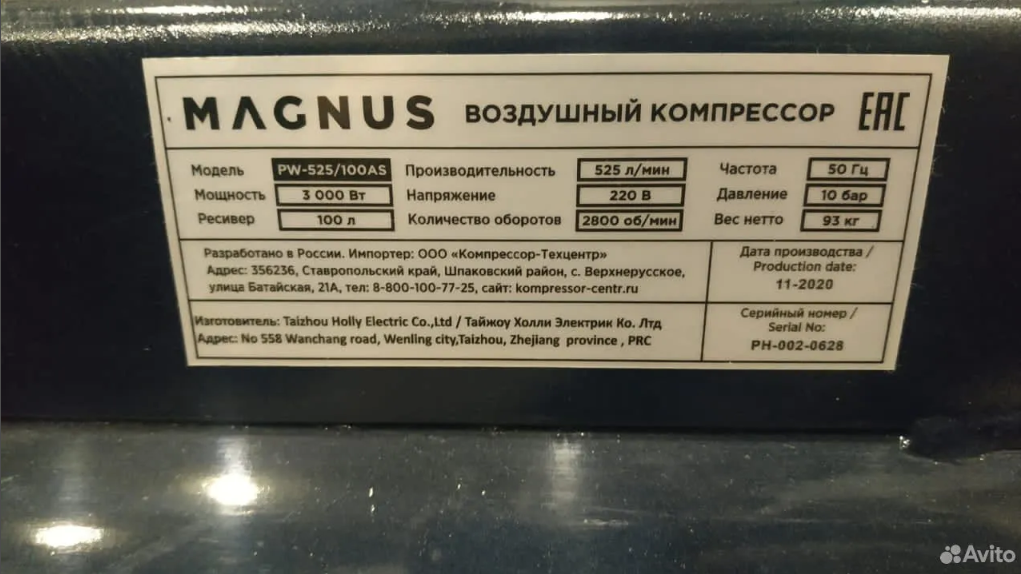 MAGNUS ВОЗДУШНЫЙ КОМПРЕССОР EAC
Модель PW-525/100AS Производительность 525 л/мин Частота 50 Гц
Мощность 3 000 Вт Напряжение 220 В Давление 10 бар
Ресивер 100 л Количество оборотов 2800 об/мин Вес нетто 93 кг
Разработано в России. Импортер: ООО «Компрессор-Техцентр»
Адрес: 356236, Ставропольский край, Шпаковский район, с. Верхнерусское,
улица Батайская, 21А, тел: 8-800-100-77-25, сайт: kompressor-centr.ru
Дата производства /
Production date:
11-2020
Изготовитель: Taizhou Holly Electric Co.,Ltd / Тайжоу Холли Электрик Ко. Лтд
Адрес: No 558 Wanchang road, Wenling city,Taizhou, Zhejiang province , PRC
Серийный номер /
Serial No:
PH-002-0628
Avito